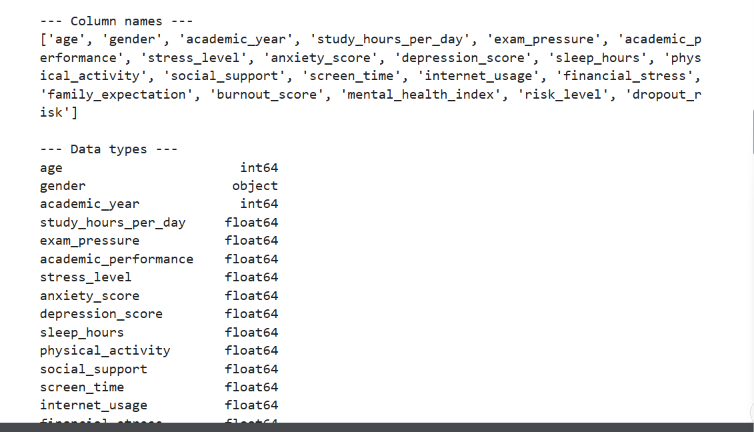 --- Column names ---
['age', 'gender', 'academic_year', 'study_hours_per_day', 'exam_pressure', 'academic_p
erformance', 'stress_level', 'anxiety_score', 'depression_score', 'sleep_hours', 'phys
ical_activity', 'social_support', 'screen_time', 'internet_usage', 'financial_stress',
'family_expectation', 'burnout_score', 'mental_health_index', 'risk_level', 'dropout_r
isk']
--- Data types ---
age int64
gender object
academic_year int64
study_hours_per_day float64
exam_pressure float64
academic_performance float64
stress_level float64
anxiety_score float64
depression_score float64
sleep_hours float64
physical_activity float64
social_support float64
screen_time float64
internet_usage float64
financial_stress float64